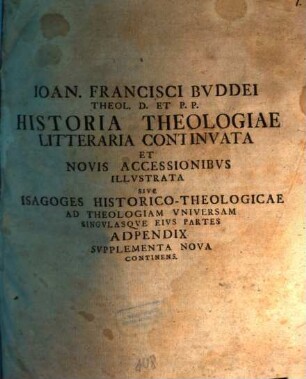 1.
IOAN. FRANCISCI BVDDEI
THEOL. D. ET P. P.
HISTORIA THEOLOGIAE
LITTERARIA CONTINVATA
ET
NOVIS ACCESSIONIBVS
ILLVSTRATA
SIVE
ISAGOGES HISTORICO-THEOLOGICAE
AD THEOLOGIAM VNIVERSAM
SINGVLASQVE EIVS PARTES
ADPENDIX
SVPPLEMENTA NOVA
CONTINENS.